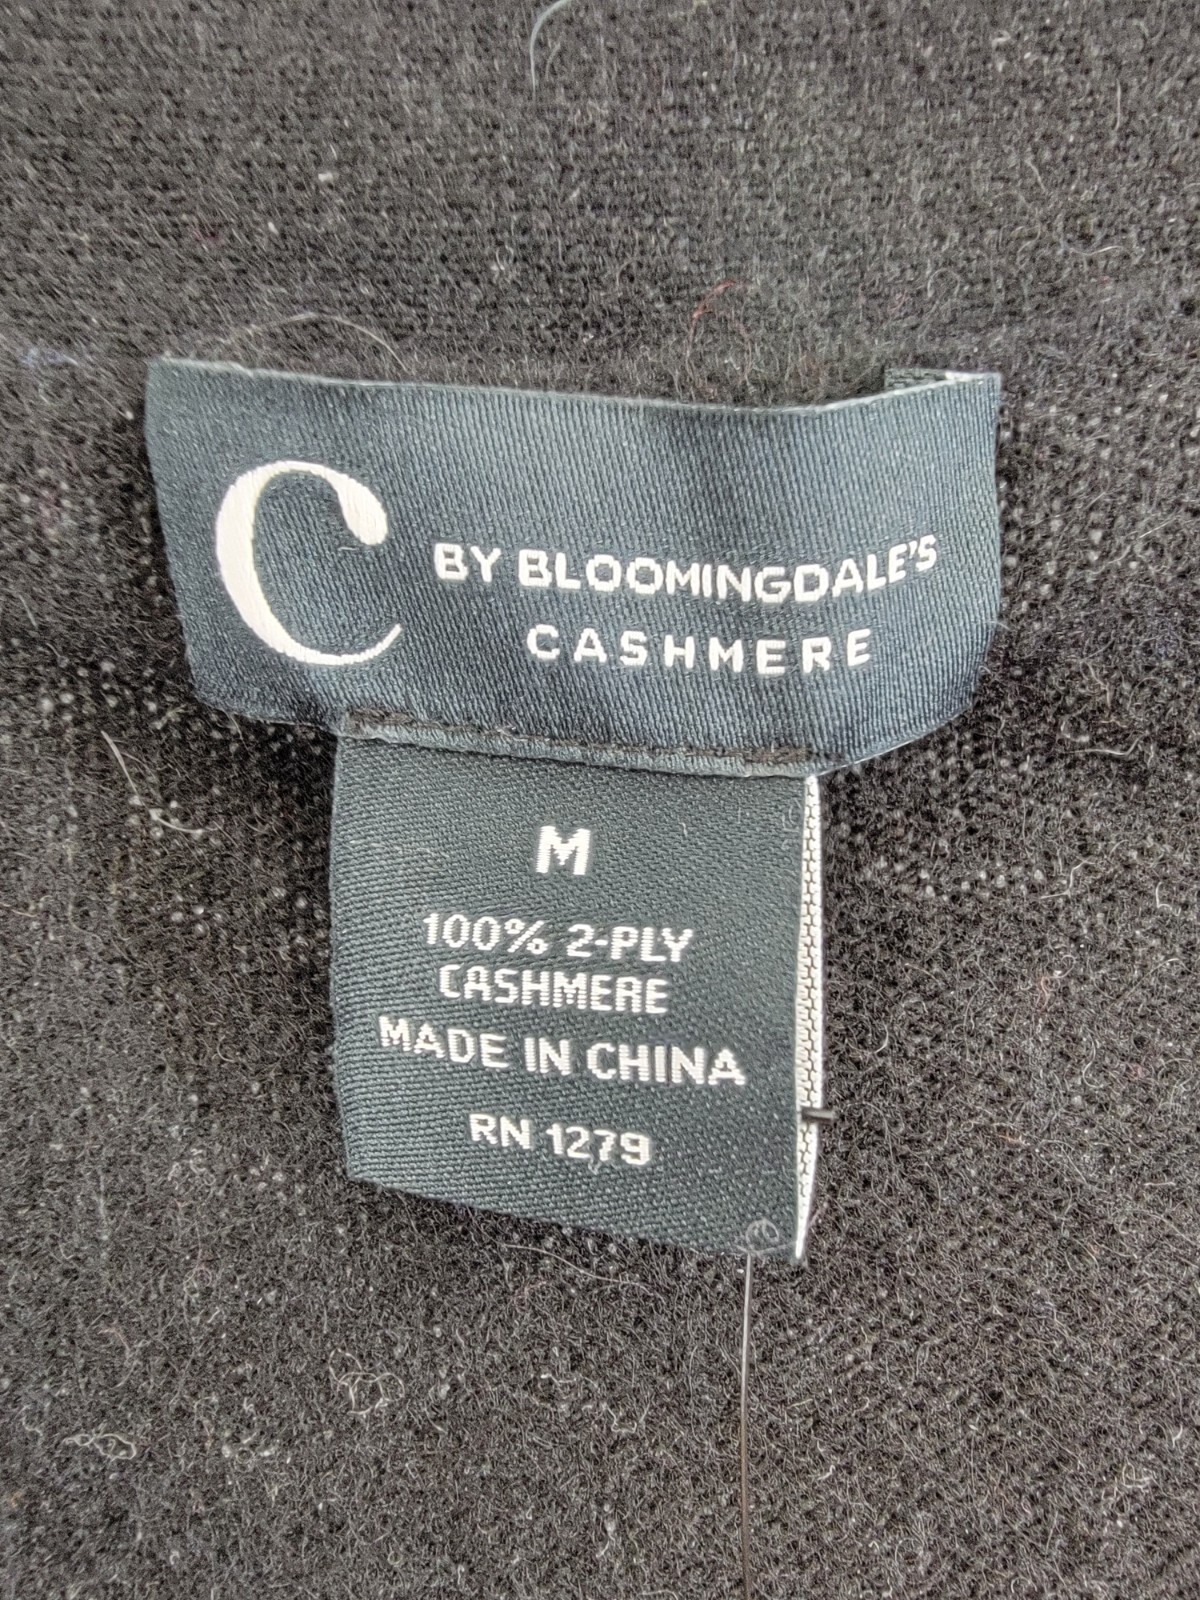 C
BY BLOOMINGDALE'S
CASHMERE
M
100% 2-PLY
CASHMERE
MADE IN CHINA
RN 1279